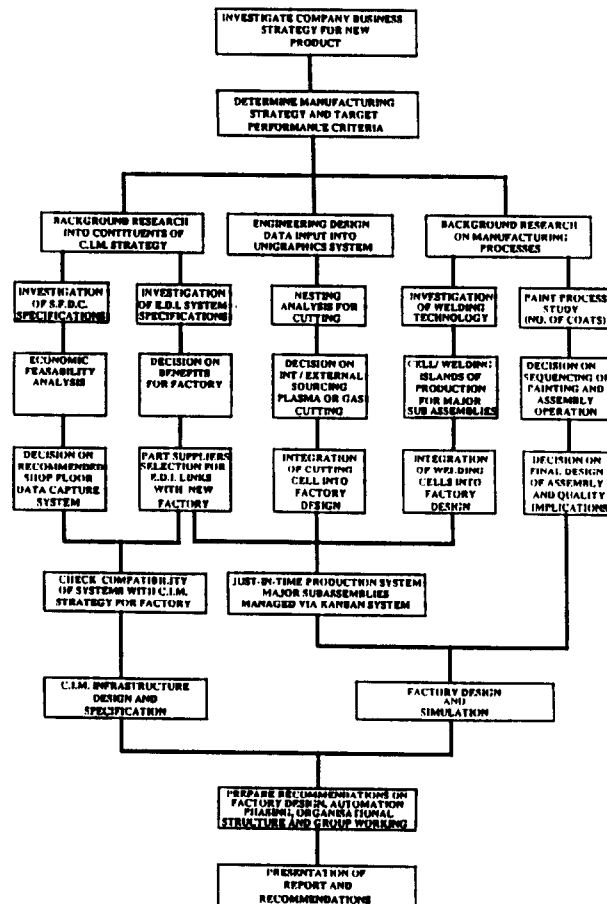 INVESTIGATE COMPANY BUSINESS
STRATEGY FOR NEW
PRODUCT
DETERMINE MANUFACTURING
STRATEGY AND TARGET
PERFORMANCE CRITERIA
BACKGROUND RESEARCH
INTO CONTITUENTS OF
C.I.M. STRATEGY
ENGINEERING DESIGN
DATA INPUT INTO
UNIGRAPHICS SYSTEM
BACKGROUND RESEARCH
ON MANUFACTURING
PROCESSES
INVESTIGATION
OF S.F.D.C.
SPECIFICATIONS
INVESTIGATION
OF E.D.I. SYSTEM
SPECIFICATIONS
NESTING
ANALYSIS FOR
CUTTING
INVESTIGATION
OF WELDING
TECHNOLOGY
PAINT PROCESS
STUDY
(NO. OF COATS)
ECONOMIC
FEASABILITY
ANALYSIS
DECISION ON
BENEFITS
FOR FACTORY
DECISION ON
INT / EXTERNAL
SOURCING
PLASMA OR GAS
CUTTING
CELL/ WELDING
ISLANDS OF
PRODUCTION
FOR MAJOR
SUB ASSEMBLIES
DECISION ON
SEQUENCING OF
PAINTING AND
ASSEMBLY
OPERATION
DECISION ON
RECOMMENDED
SHOP FLOOR
DATA CAPTURE
SYSTEM
PART SUPPLIERS
SELECTION FOR
E.D.I. LINKS
WITH NEW
FACTORY
INTEGRATION
OF CUTTING
CELL INTO
FACTORY
DESIGN
INTEGRATION
OF WELDING
CELLS INTO
FACTORY
DESIGN
DECISION ON
FINAL DESIGN
OF ASSEMBLY
AND QUALITY
IMPLICATIONS
CHECK COMPATIBILITY
OF SYSTEMS WITH C.I.M.
STRATEGY FOR FACTORY
JUST-IN-TIME PRODUCTION SYSTEM
MAJOR SUBASSEMBLIES
MANAGED VIA KANBAN SYSTEM
C.I.M. INFRASTRUCTURE
DESIGN AND
SPECIFICATION
FACTORY DESIGN
AND
SIMULATION
PREPARE RECOMMENDATIONS ON
FACTORY DESIGN, AUTOMATION
PHASING, ORGANISATIONAL
STRUCTURE AND GROUP WORKING
PRESENTATION OF
REPORT AND
RECOMMENDATIONS